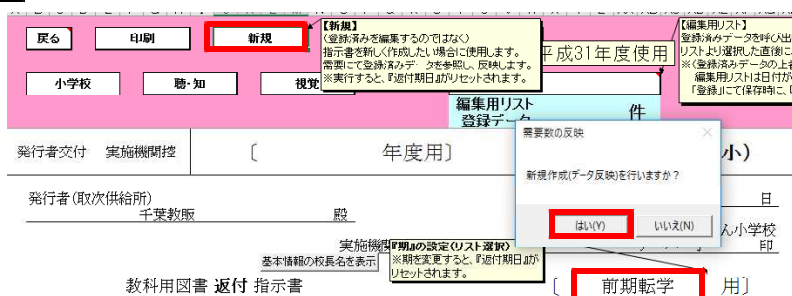 戻る 印刷 新規
【新規】
(登録済みを編集するのではなく)
指示書を新しく作成したい場合に使用します。
需要にて登録済みデータを参照し、反映します。
※実行すると、『返付期日』がリセットされます。
平成31年度使用
【編集用リスト】
登録済みデータを呼び出
リストより選択した直後に
※(登録済みデータの上書
編集用リストは日付が
「登録」にて保存時に、『
小学校 聴・知 視覚
編集用リスト
登録データ 件
発行者交付 実施機関控 〔 年度用〕 小)
需要数の反映
新規作成(データ反映)を行いますか?
はい(Y) いいえ(N)
発行者(取次供給所) 日
千葉教販 殿 ん小学校
実施機関 印
基本情報の校長名を表示
『期』の設定(リスト選択)
※期を変更すると、『返付期日』が
リセットされます。
教科用図書 返付 指示書 〔 前期転学 用〕